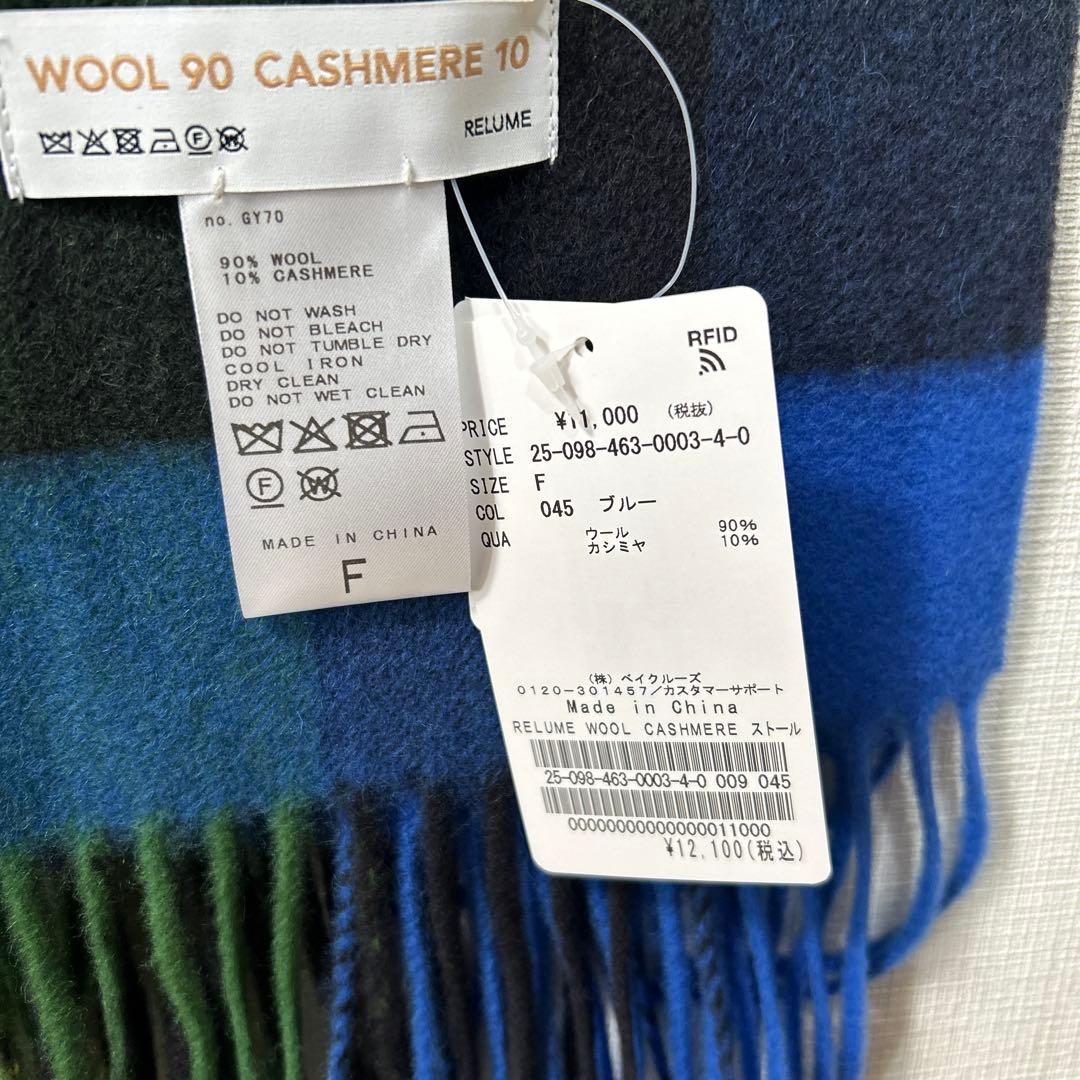 WOOL 90 CASHMERE 10
RELUME
no. GY70
90% WOOL
10% CASHMERE
DO NOT WASH
DO NOT BLEACH
DO NOT TUMBLE DRY
COOL IRON
DRY CLEAN
DO NOT WET CLEAN
MADE IN CHINA
F
RFID
PRICE ¥11,000 (税抜)
STYLE 25-098-463-0003-4-0
SIZE F
COL 045 ブルー
QUA ウール 90%
カシミヤ 10%
(株) ベイクルーズ
0120-301457/カスタマーサポート
Made in China
RELUME WOOL CASHMERE ストール
25-098-463-0003-4-0 009 045
00000000000000011000
¥12,100(税込)